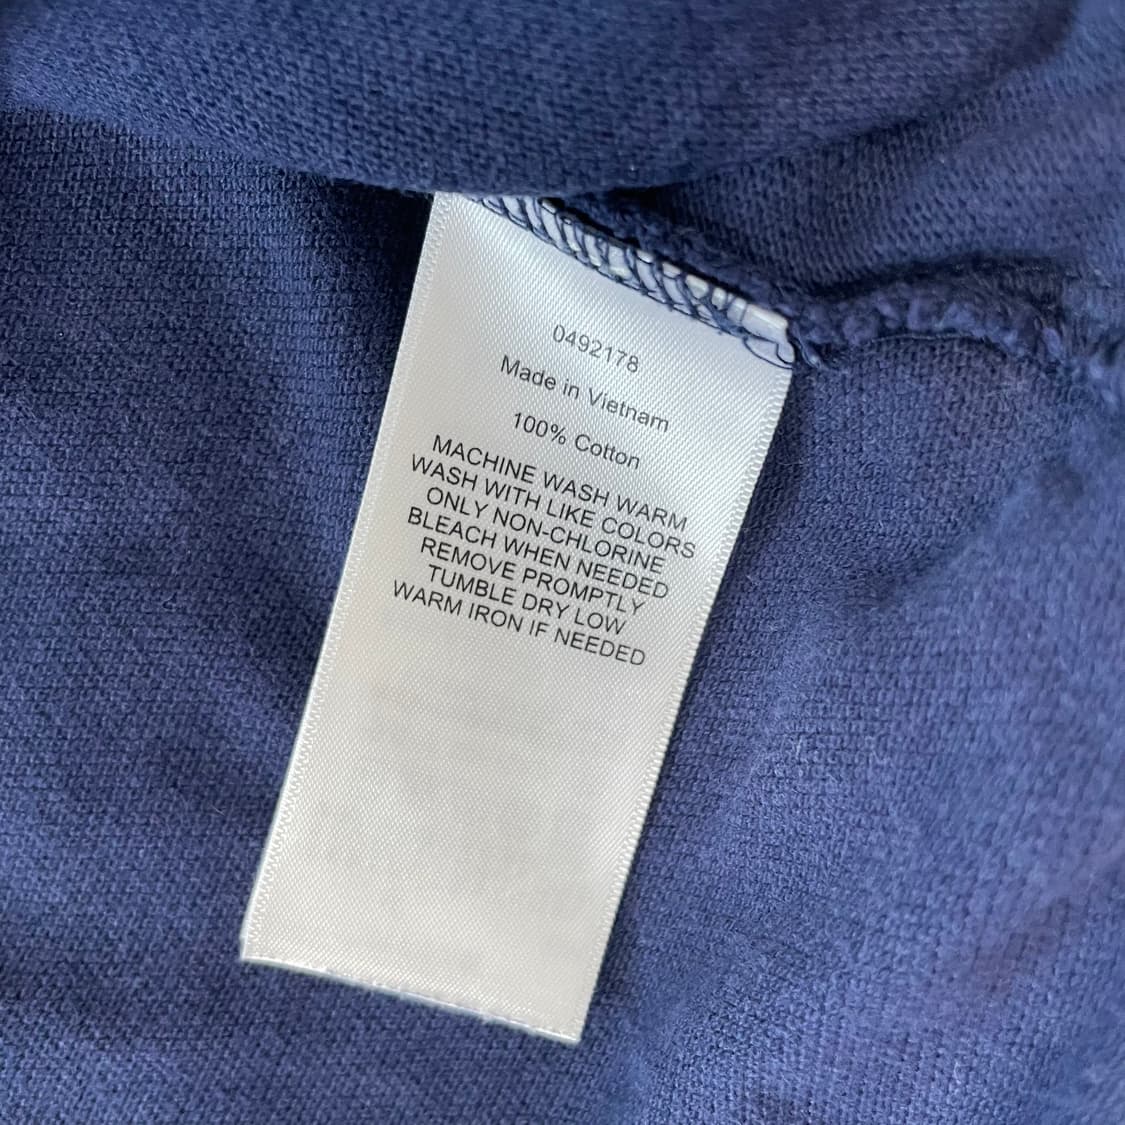 0492178
Made in Vietnam
100% Cotton
MACHINE WASH WARM
WASH WITH LIKE COLORS
ONLY NON-CHLORINE
BLEACH WHEN NEEDED
REMOVE PROMPTLY
TUMBLE DRY LOW
WARM IRON IF NEEDED